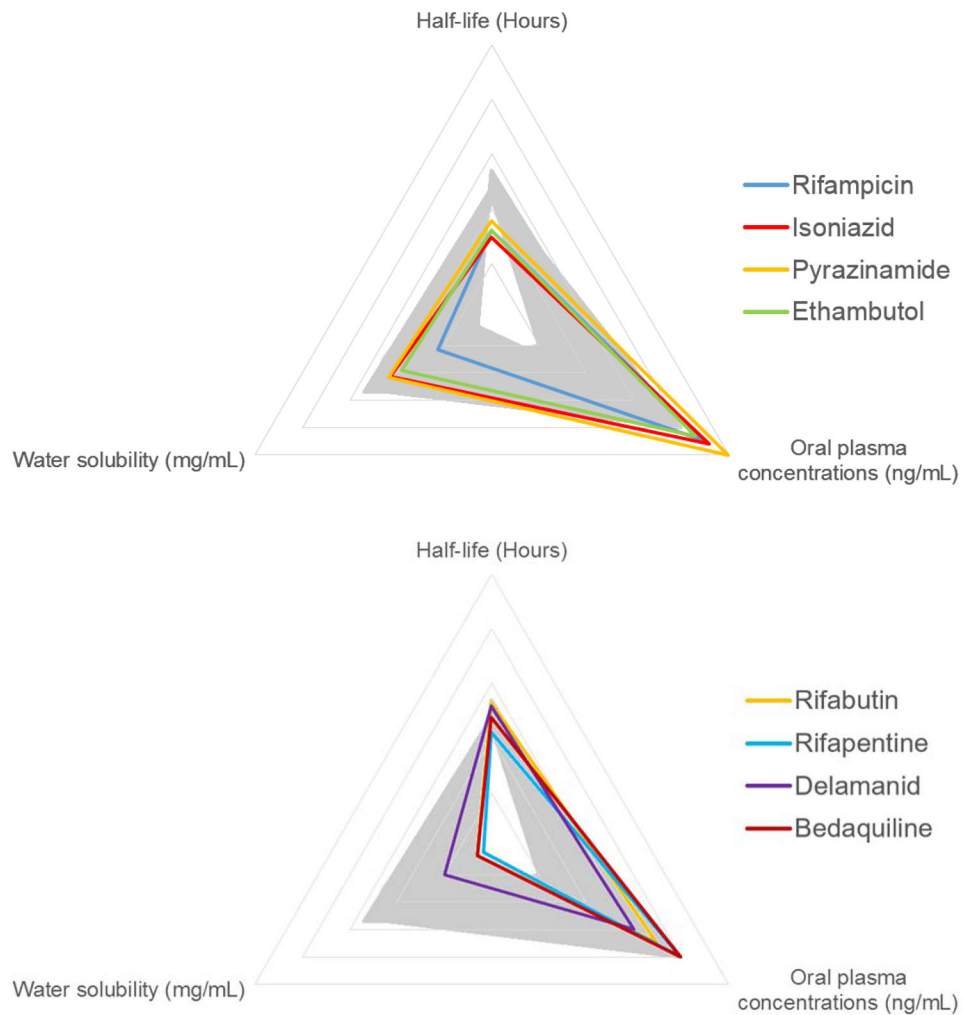 Half-life (Hours)
Rifampicin
Isoniazid
Pyrazinamide
Ethambutol
Water solubility (mg/mL)
Oral plasma
concentrations (ng/mL)
Half-life (Hours)
Rifabutin
Rifapentine
Delamanid
Bedaquiline
Water solubility (mg/mL)
Oral plasma
concentrations (ng/mL)